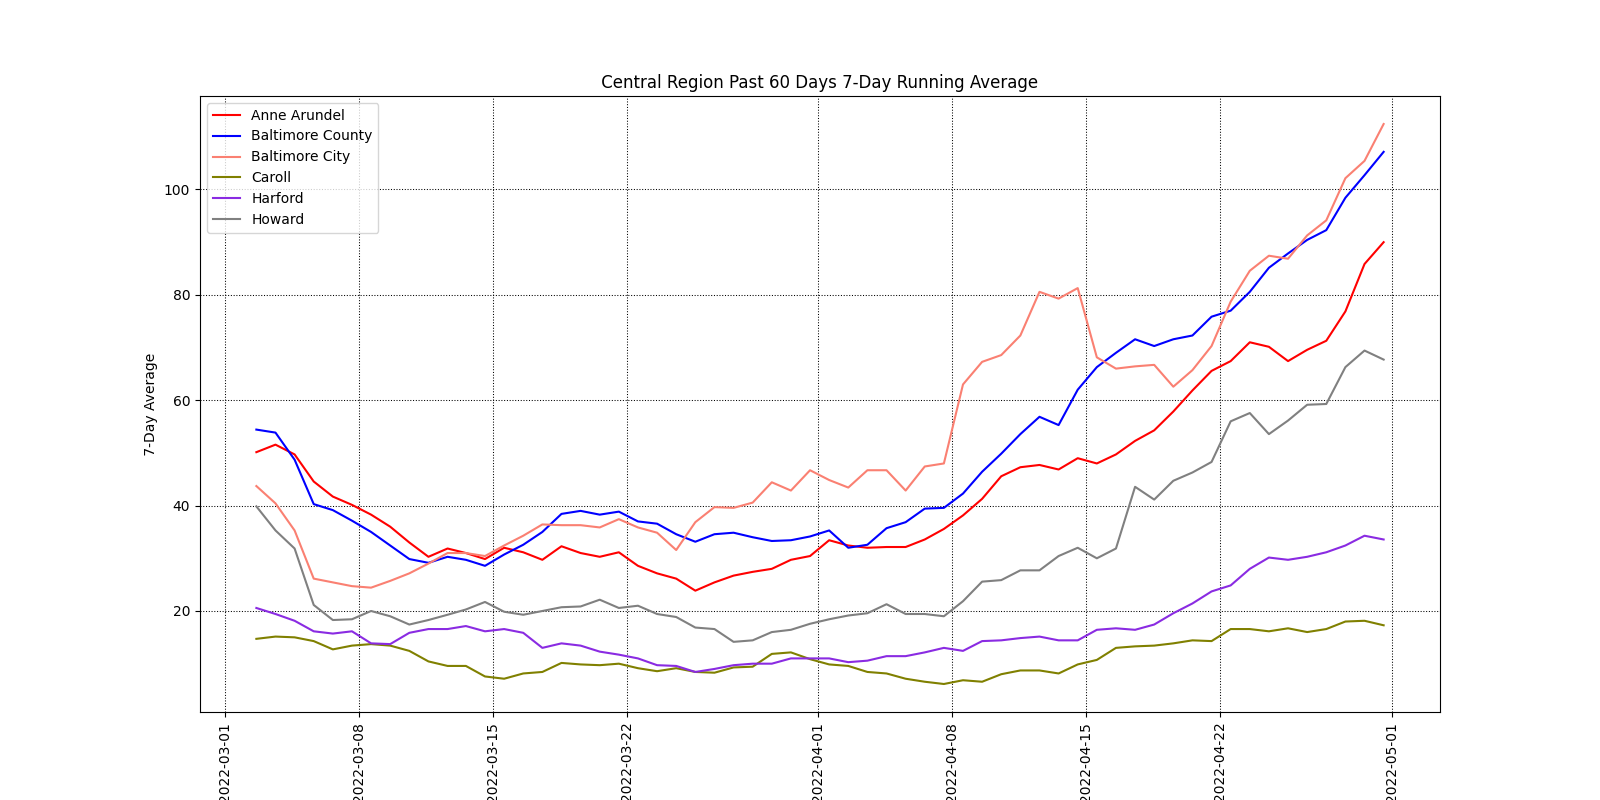 Central Region Past 60 Days 7-Day Running Average
Anne Arundel
Baltimore County
Baltimore City
Caroll
Harford
Howard
7-Day Average
100
80
60
40
20
2022-03-01
2022-03-08
2022-03-15
2022-03-22
2022-04-01
2022-04-08
2022-04-15
2022-04-22
2022-05-01